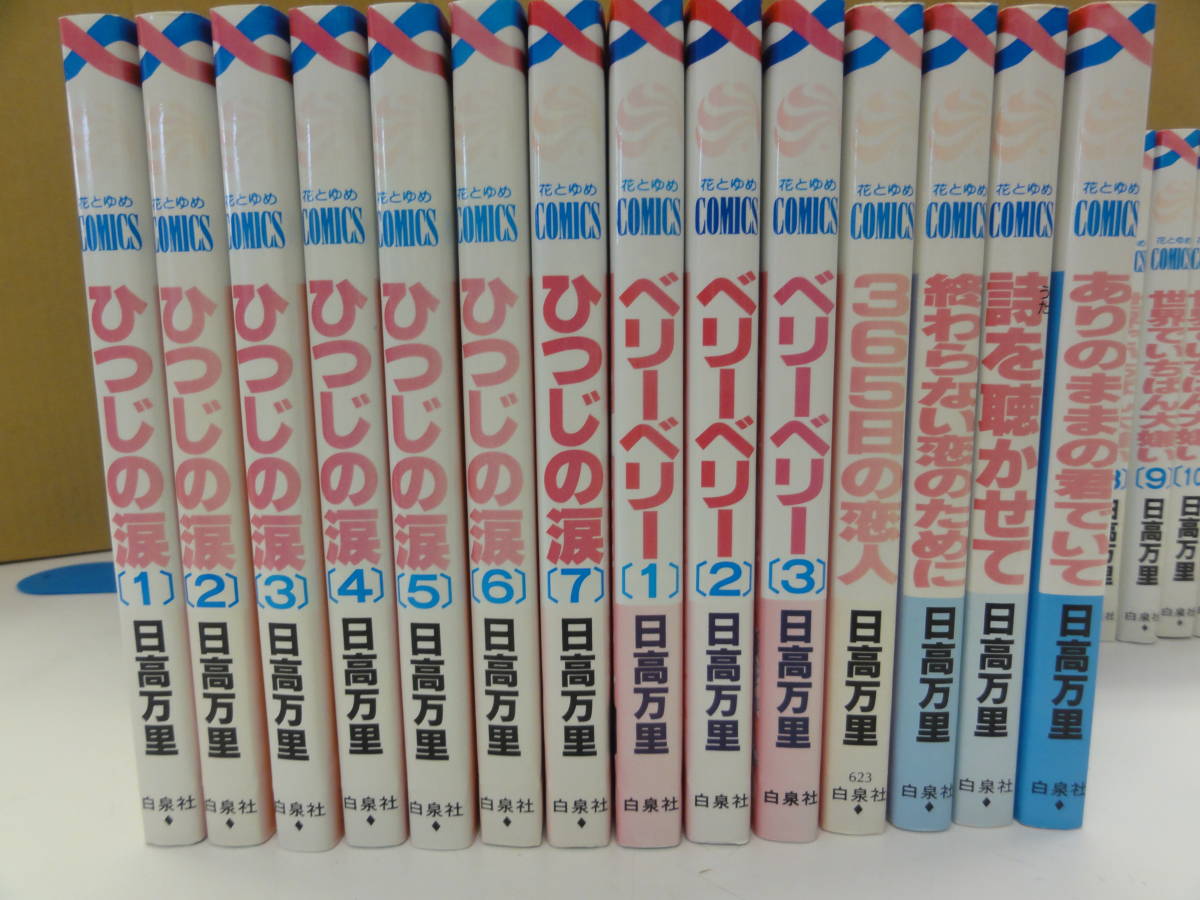 花とゆめ
COMICS
ひつじの涙
〔1〕
日高万里
白泉社
花とゆめ
COMICS
ひつじの涙
〔2〕
日高万里
白泉社
花とゆめ
COMICS
ひつじの涙
〔3〕
日高万里
白泉社
花とゆめ
COMICS
ひつじの涙
〔4〕
日高万里
白泉社
花とゆめ
COMICS
ひつじの涙
〔5〕
日高万里
白泉社
花とゆめ
COMICS
ひつじの涙
〔6〕
日高万里
白泉社
花とゆめ
COMICS
ひつじの涙
〔7〕
日高万里
白泉社
花とゆめ
COMICS
ベリーベリー
〔1〕
日高万里
白泉社
花とゆめ
COMICS
ベリーベリー
〔2〕
日高万里
白泉社
花とゆめ
COMICS
ベリーベリー
〔3〕
日高万里
白泉社
花とゆめ
COMICS
365日の恋人
日高万里
623
白泉社
花とゆめ
COMICS
終わらない恋のために
日高万里
白泉社
花とゆめ
COMICS
詩を聴かせて
うた
日高万里
白泉社
花とゆめ
COMICS
ありのままの君でいて
日高万里
白泉社
日高万里
花とゆめ
COMICS
世界でいちばん大嫌い
〔9〕
日高万里
白泉社
〔10
日高万里
白泉社